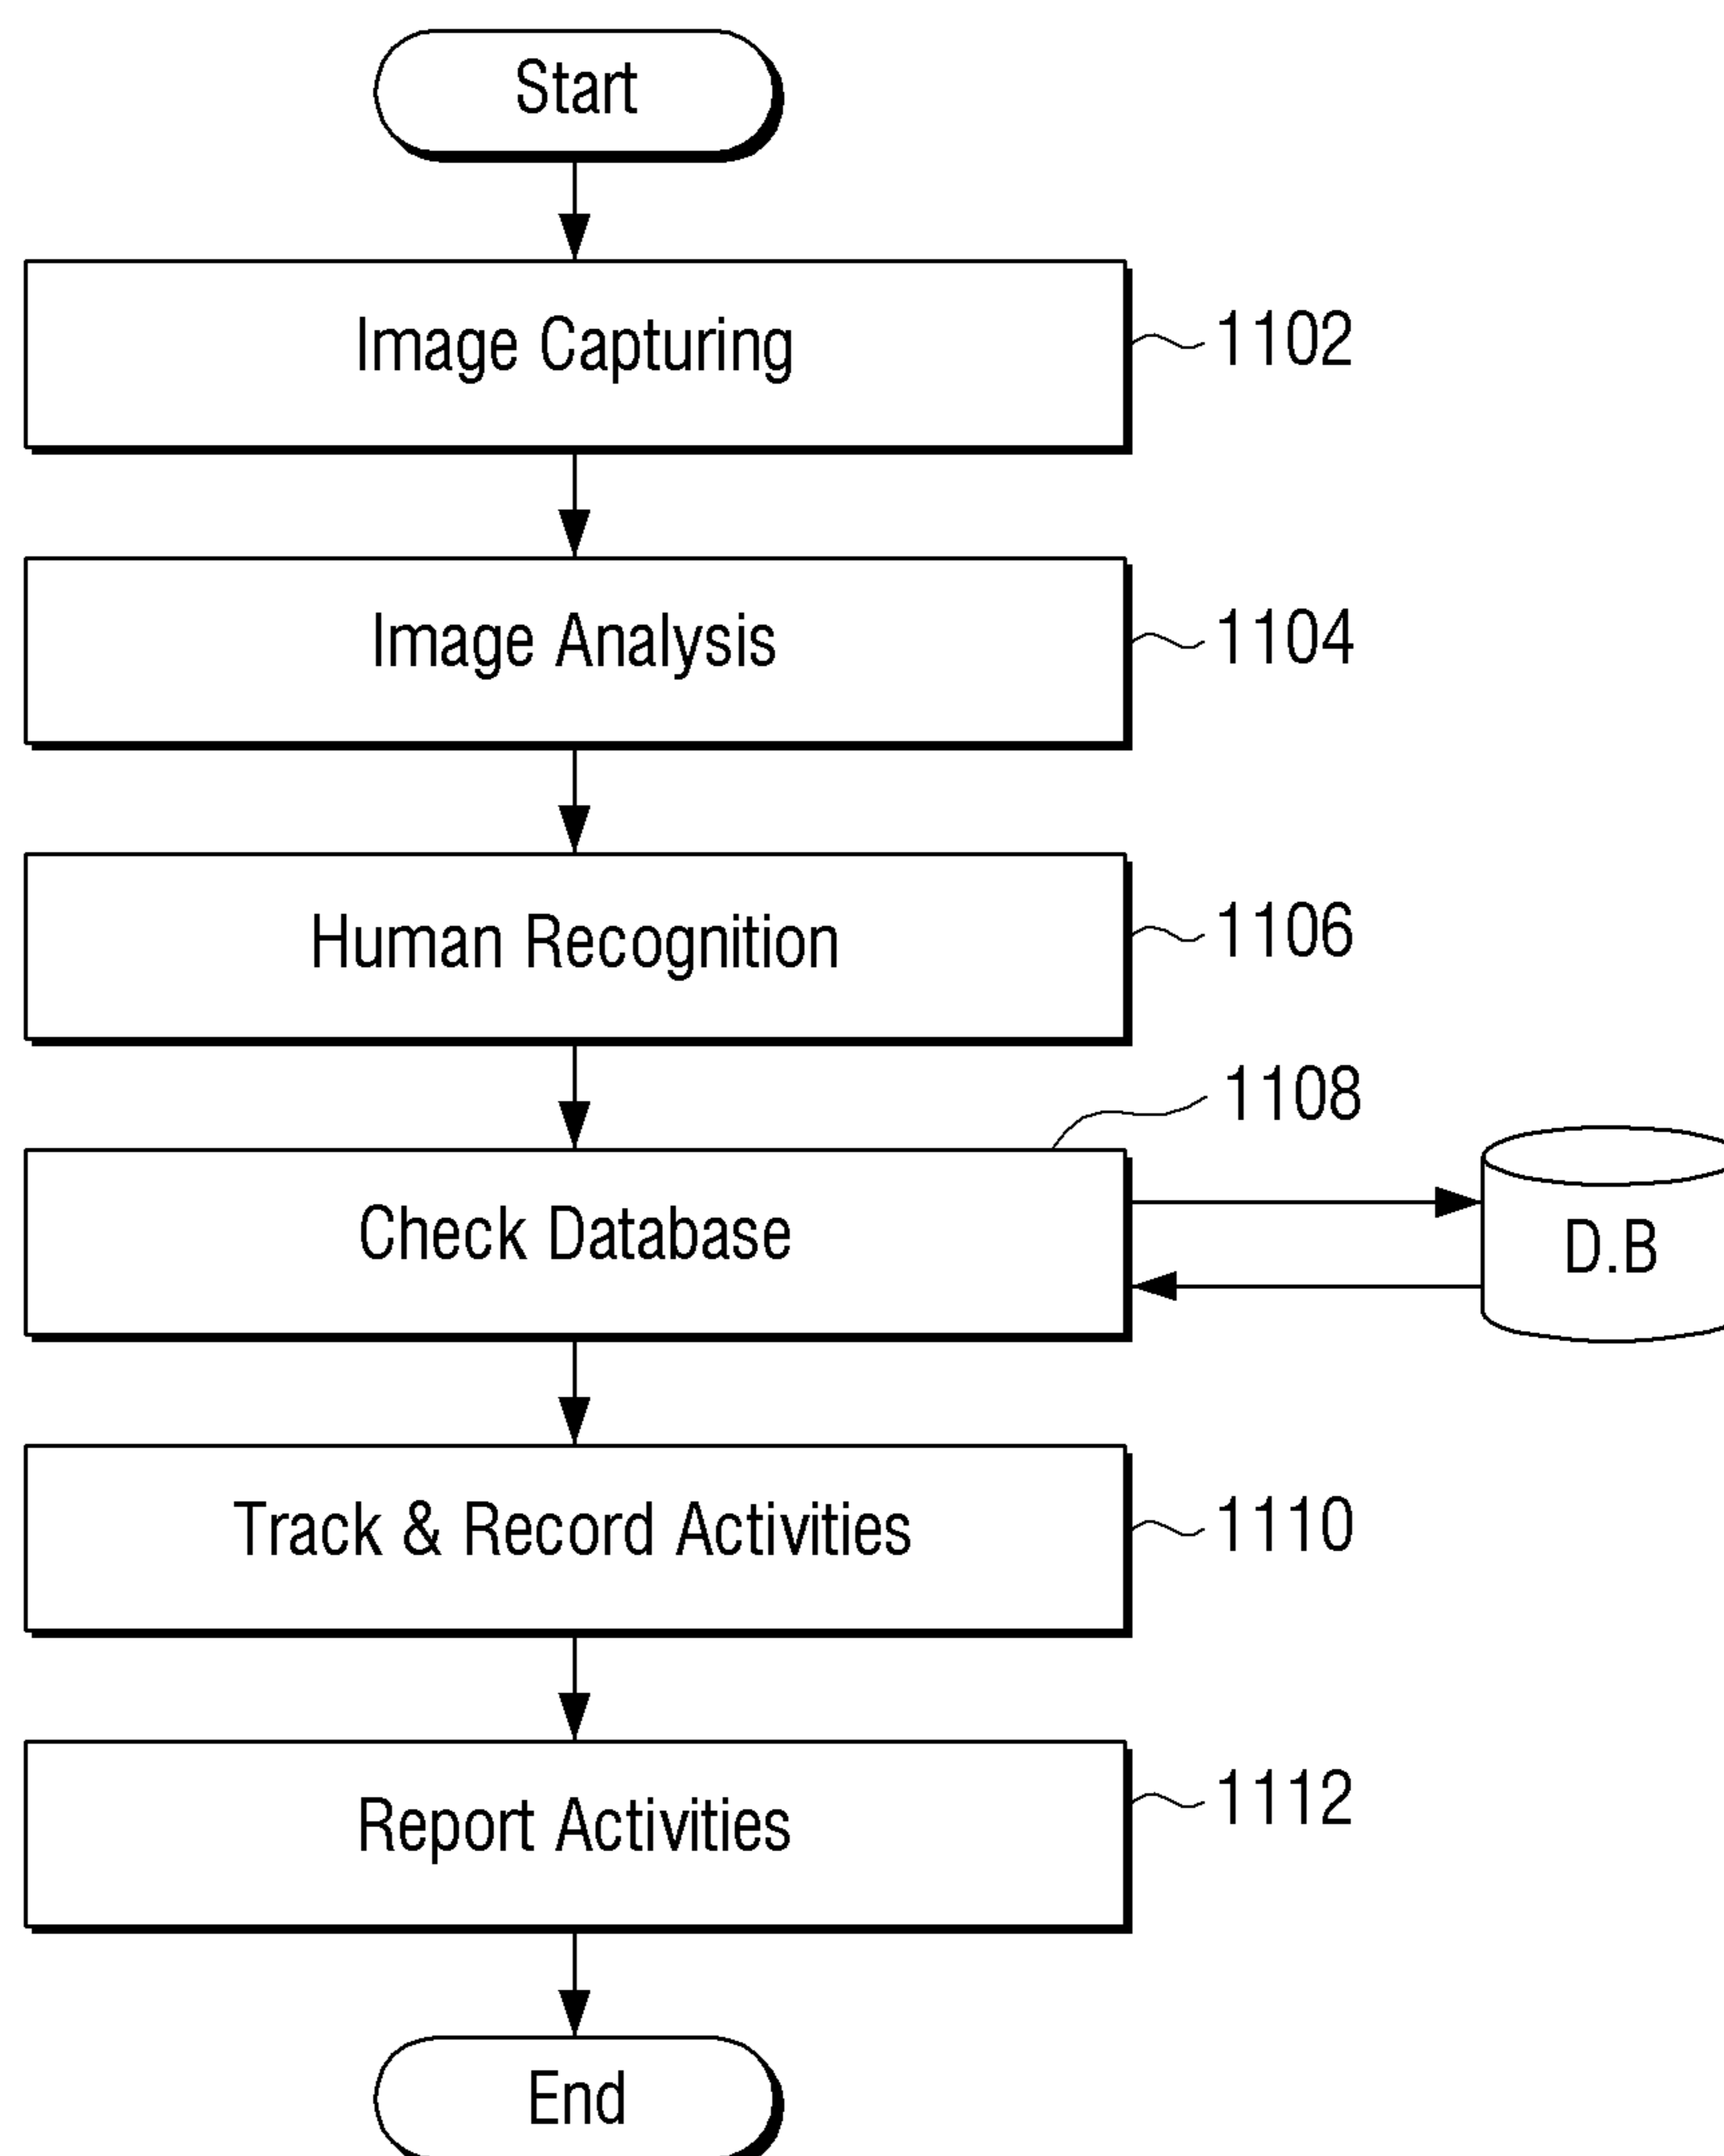 Start
Image Capturing
1102
Image Analysis
1104
Human Recognition
1106
1108
Check Database
D.B
Track & Record Activities
1110
Report Activities
1112
End